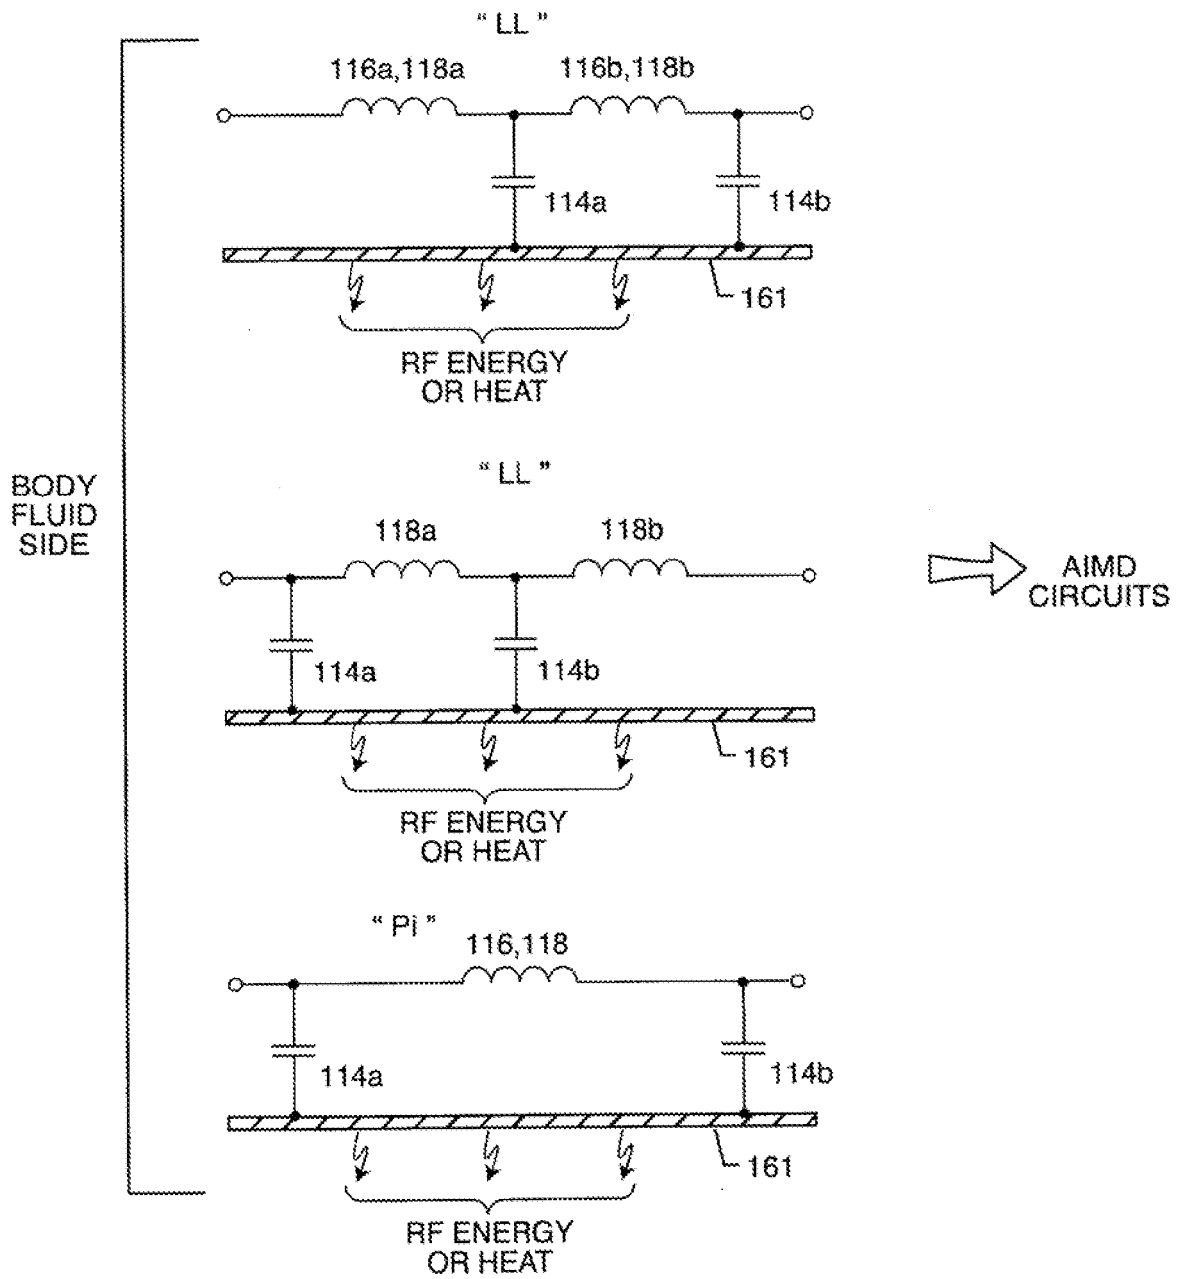 “ LL ”
116a,118a
116b,118b
114a
114b
161
RF ENERGY
OR HEAT
“ LL ”
BODY
FLUID
SIDE
118a
118b
AIMD
CIRCUITS
114a
114b
161
RF ENERGY
OR HEAT
“ Pi ”
116,118
114a
114b
161
RF ENERGY
OR HEAT